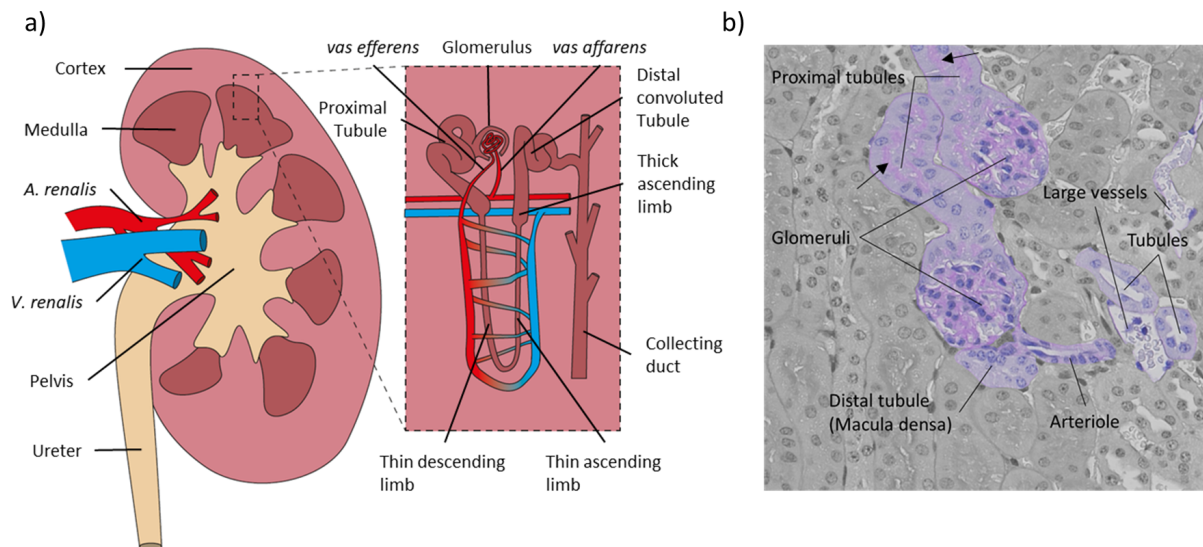 a)
Cortex
Medulla
A. renalis
V. renalis
Pelvis
Ureter
vas efferens
Glomerulus
vas affarens
Proximal
Tubule
Distal
convoluted
Tubule
Thick
ascending
limb
Collecting
duct
Thin descending
limb
Thin ascending
limb
b)
Proximal tubules
Large vessels
Glomeruli
Tubules
Distal tubule
(Macula densa)
Arteriole